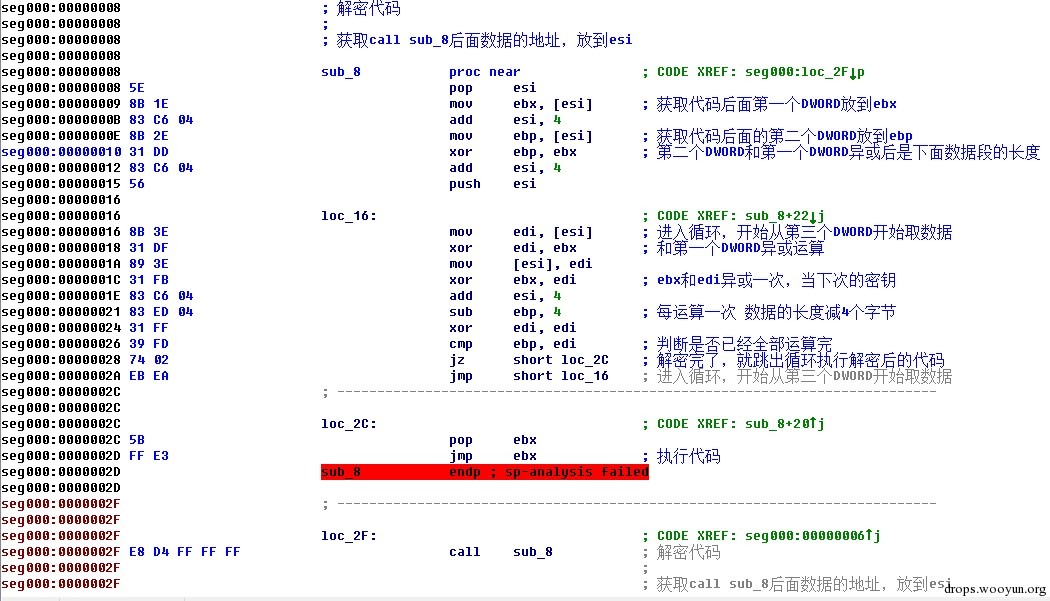 seg000:00000008 ; 解密代码
seg000:00000008 ;
seg000:00000008 ; 获取call sub_8后面数据的地址，放到esi
seg000:00000008
seg000:00000008 sub_8 proc near ; CODE XREF: seg000:loc_2F↓p
seg000:00000008 5E pop esi
seg000:00000009 8B 1E mov ebx, [esi] ; 获取代码后面第一个DWORD放到ebx
seg000:0000000B 83 C6 04 add esi, 4
seg000:0000000E 8B 2E mov ebp, [esi] ; 获取代码后面的第二个DWORD放到ebp
seg000:00000010 31 DD xor ebp, ebx ; 第二个DWORD和第一个DWORD异或后是下面数据段的长度
seg000:00000012 83 C6 04 add esi, 4
seg000:00000015 56 push esi
seg000:00000016
seg000:00000016 loc_16: ; CODE XREF: sub_8+22↓j
seg000:00000016 8B 3E mov edi, [esi] ; 进入循环，开始从第三个DWORD开始取数据
seg000:00000018 31 DF xor edi, ebx ; 和第一个DWORD异或运算
seg000:0000001A 89 3E mov [esi], edi
seg000:0000001C 31 FB xor ebx, edi ; ebx和edi异或一次，当下次的密钥
seg000:0000001E 83 C6 04 add esi, 4
seg000:00000021 83 ED 04 sub ebp, 4 ; 每运算一次 数据的长度减4个字节
seg000:00000024 31 FF xor edi, edi
seg000:00000026 39 FD cmp ebp, edi ; 判断是否已经全部运算完
seg000:00000028 74 02 jz short loc_2C ; 解密完了，就跳出循环执行解密后的代码
seg000:0000002A EB EA jmp short loc_16 ; 进入循环，开始从第三个DWORD开始取数据
seg000:0000002C ; ---------------------------------------------------------------------------
seg000:0000002C
seg000:0000002C loc_2C: ; CODE XREF: sub_8+20↑j
seg000:0000002C 5B pop ebx
seg000:0000002D FF E3 jmp ebx ; 执行代码
seg000:0000002D sub_8 endp ; sp-analysis failed
seg000:0000002D
seg000:0000002F ; ---------------------------------------------------------------------------
seg000:0000002F
seg000:0000002F loc_2F: ; CODE XREF: seg000:00000006↑j
seg000:0000002F E8 D4 FF FF FF call sub_8 ; 解密代码
seg000:0000002F ;
seg000:0000002F ; 获取call sub_8后面数据的地址，放到esi
drops.wooyun.org